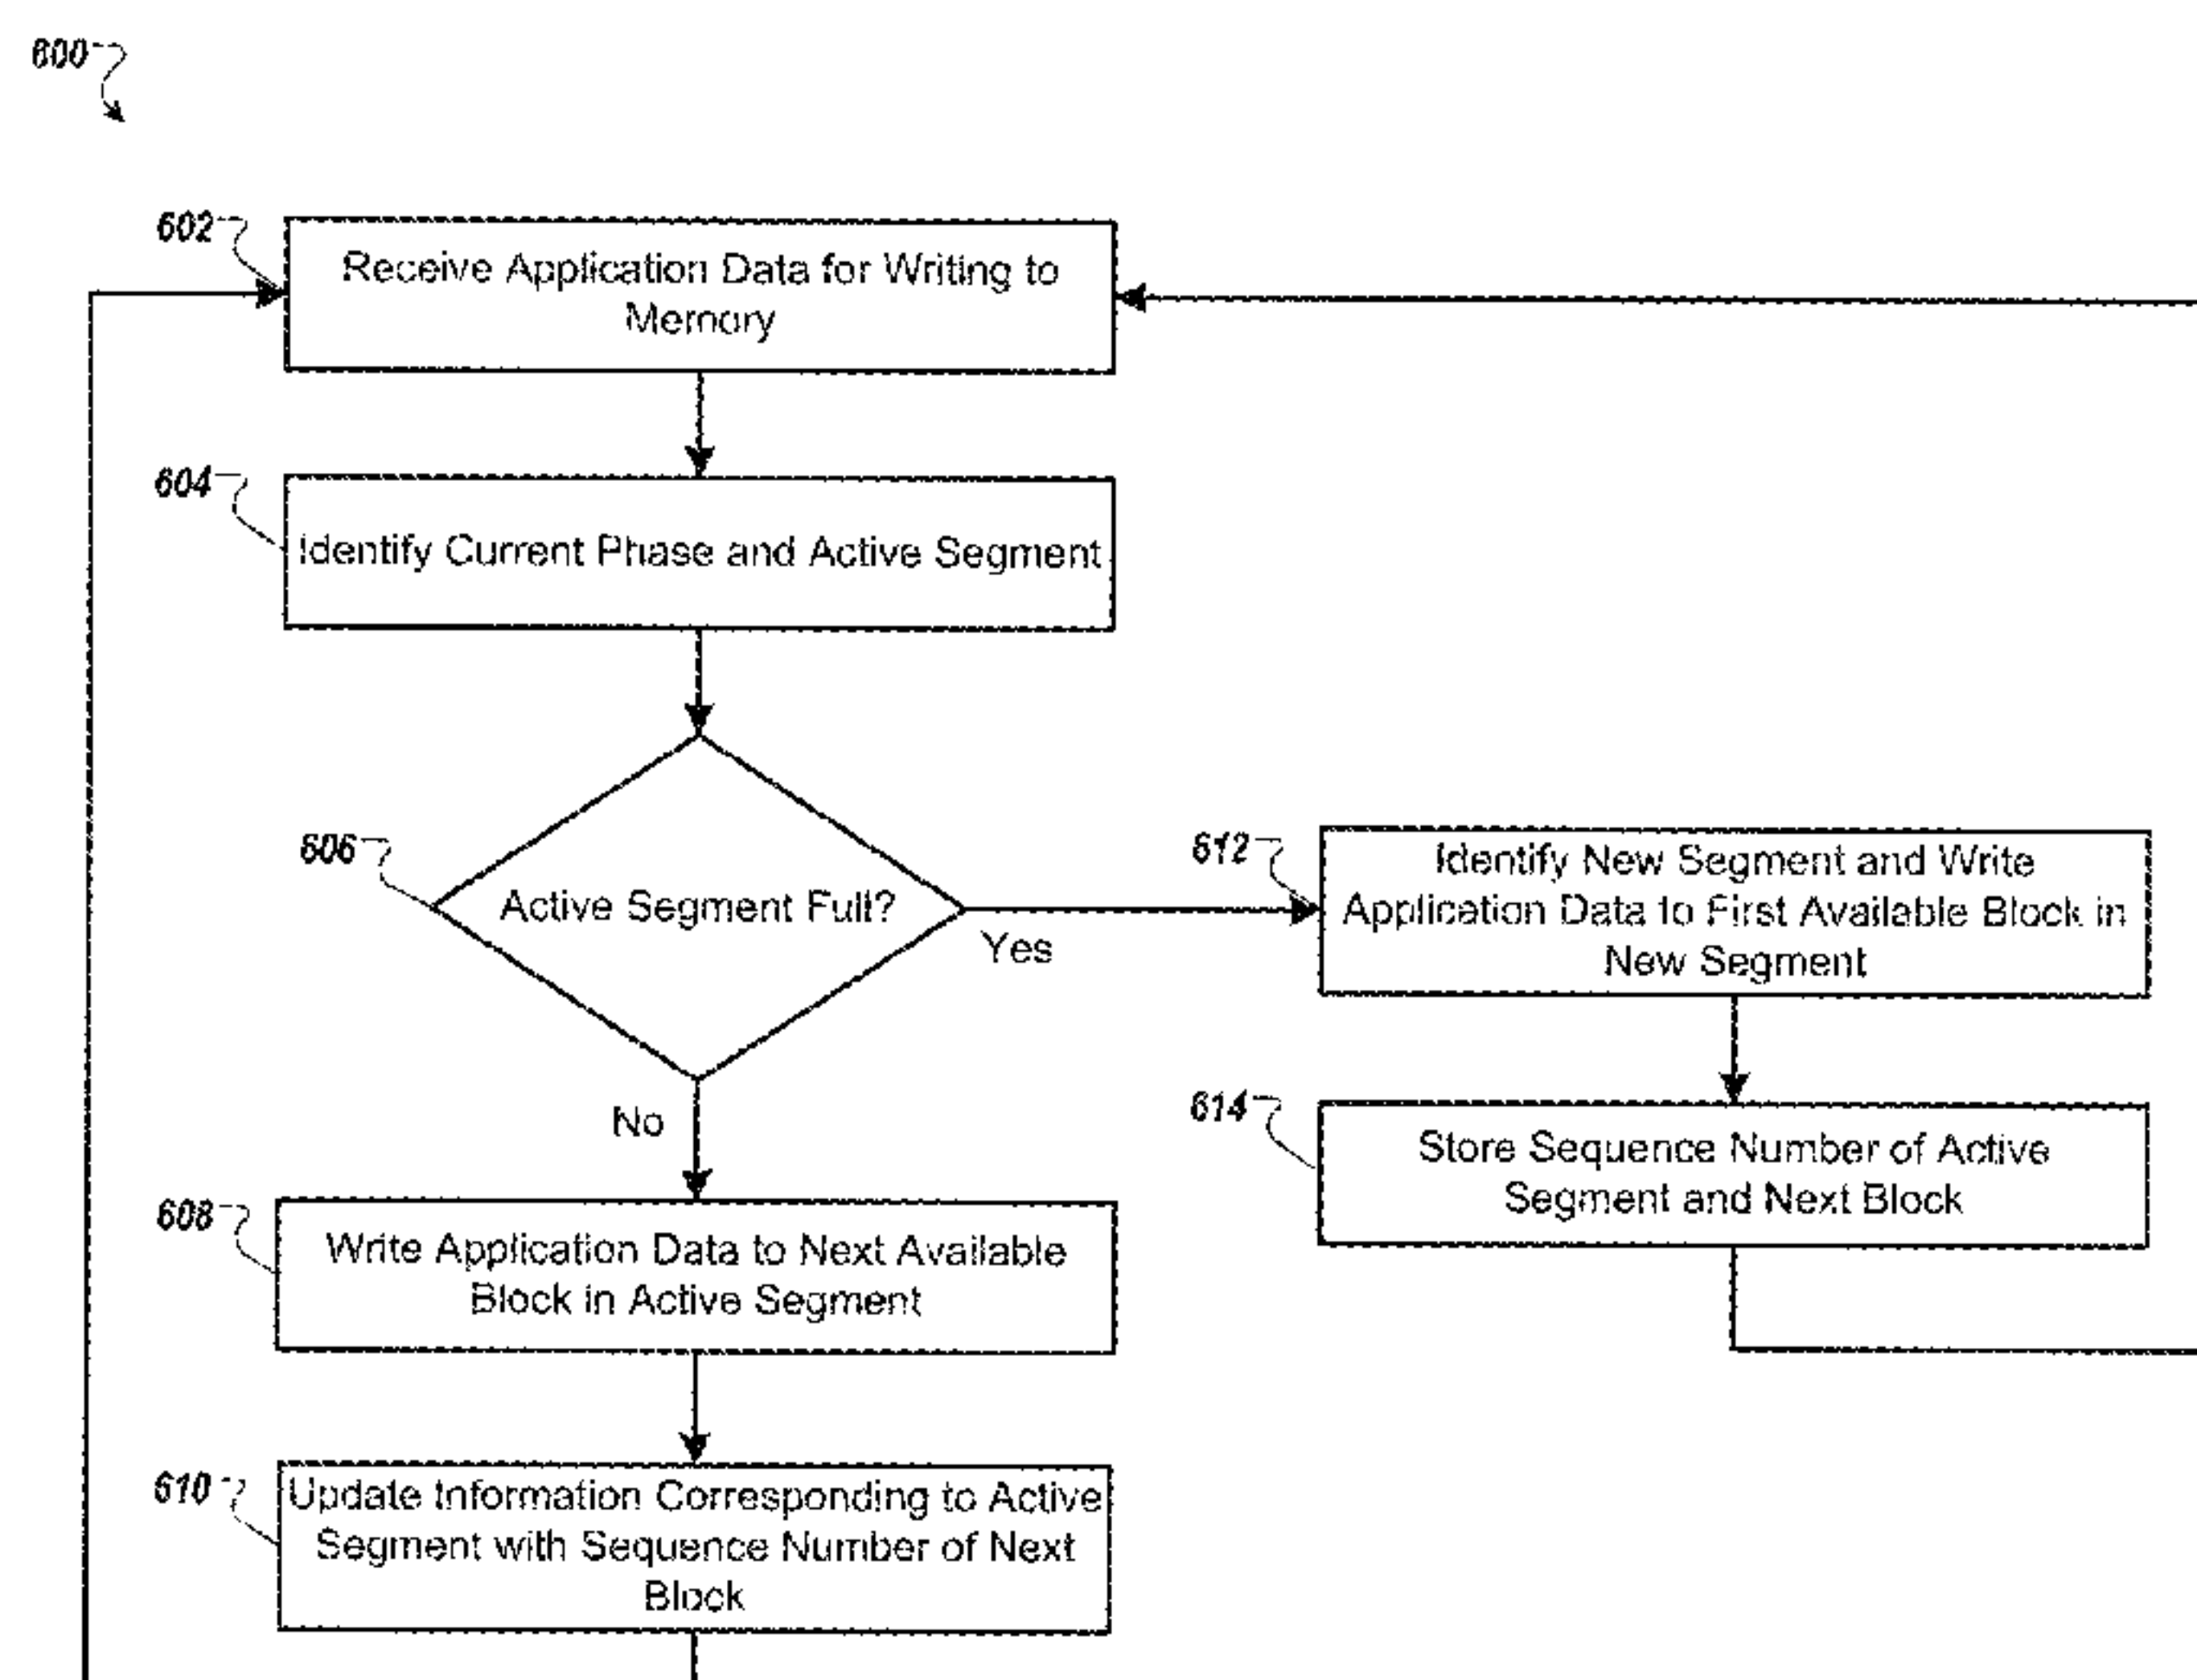 600
602
Receive Application Data for Writing to
Memory
604
Identify Current Phase and Active Segment
606
Active Segment Full?
Yes
No
612
Identify New Segment and Write
Application Data to First Available Block in
New Segment
614
Store Sequence Number of Active
Segment and Next Block
608
Write Application Data to Next Available
Block in Active Segment
610
Update Information Corresponding to Active
Segment with Sequence Number of Next
Block